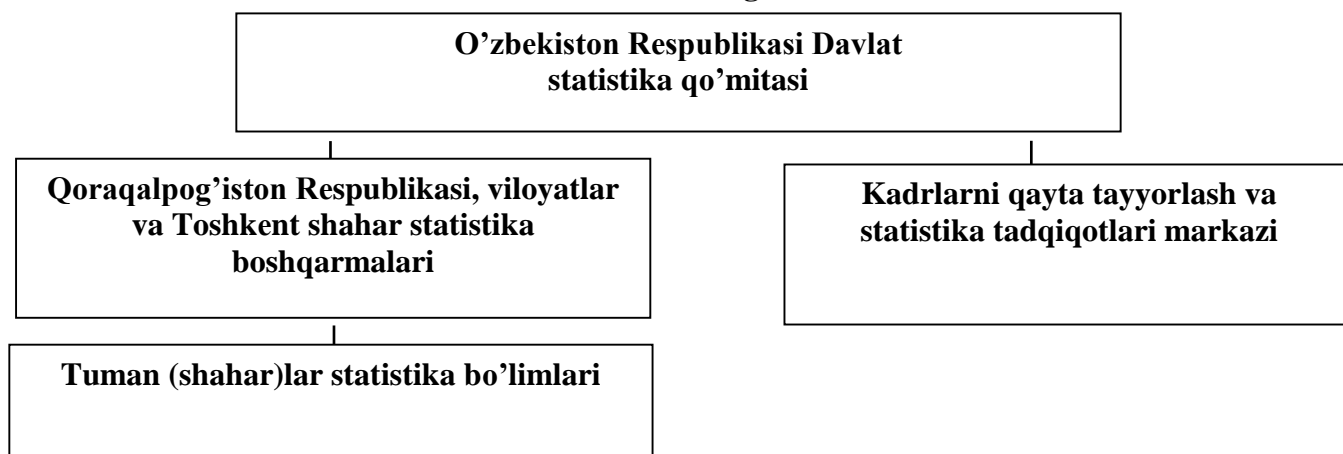 O’zbekiston Respublikasi Davlat
statistika qo’mitasi
Qoraqalpog’iston Respublikasi, viloyatlar
va Toshkent shahar statistika
boshqarmalari
Kadrlarni qayta tayyorlash va
statistika tadqiqotlari markazi
Tuman (shahar)lar statistika bo’limlari